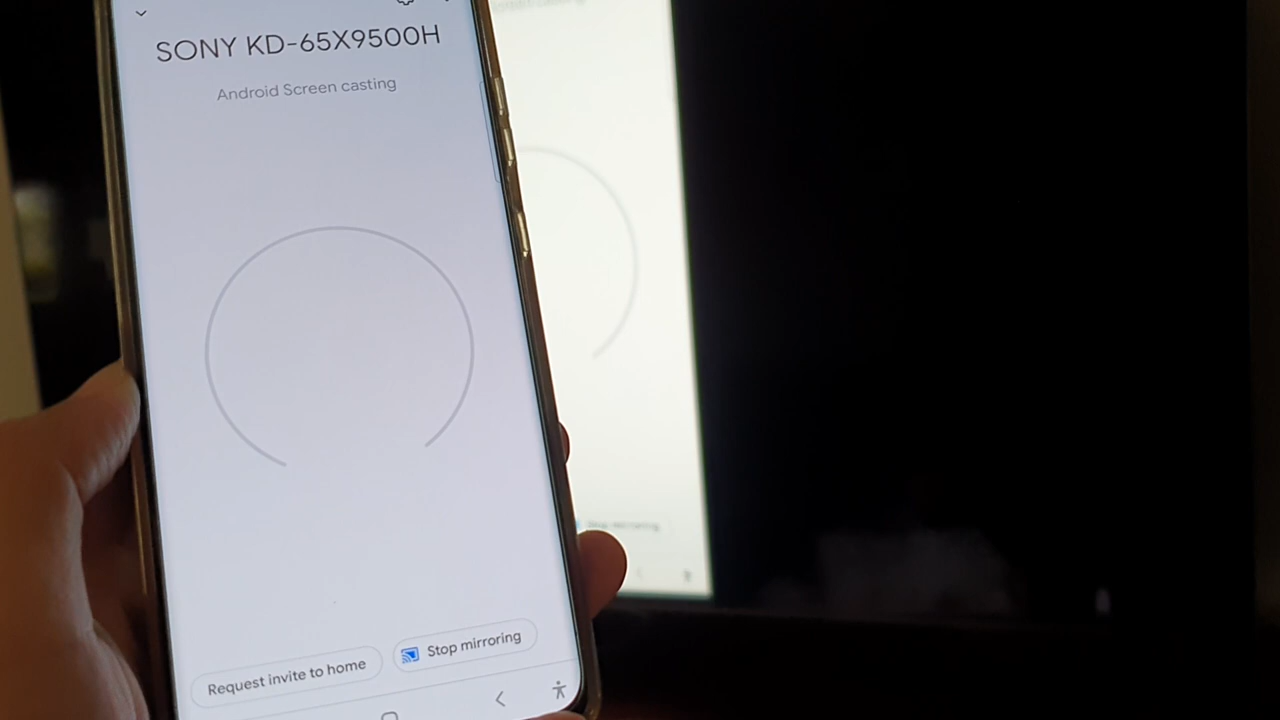 SONY KD-65X9500H
Android Screen casting
Request invite to home
Stop mirroring